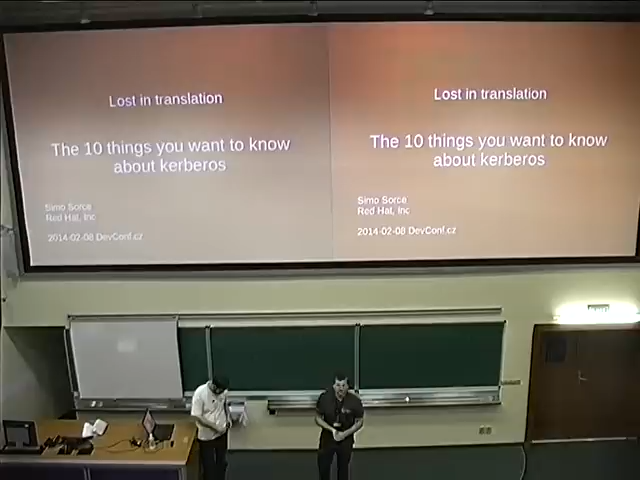 Lost in translation
The 10 things you want to know
about kerberos
Simo Sorce
Red Hat, Inc
2014-02-08 DevConf.cz
Lost in translation
The 10 things you want to know
about kerberos
Simo Sorce
Red Hat, Inc
2014-02-08 DevConf.cz